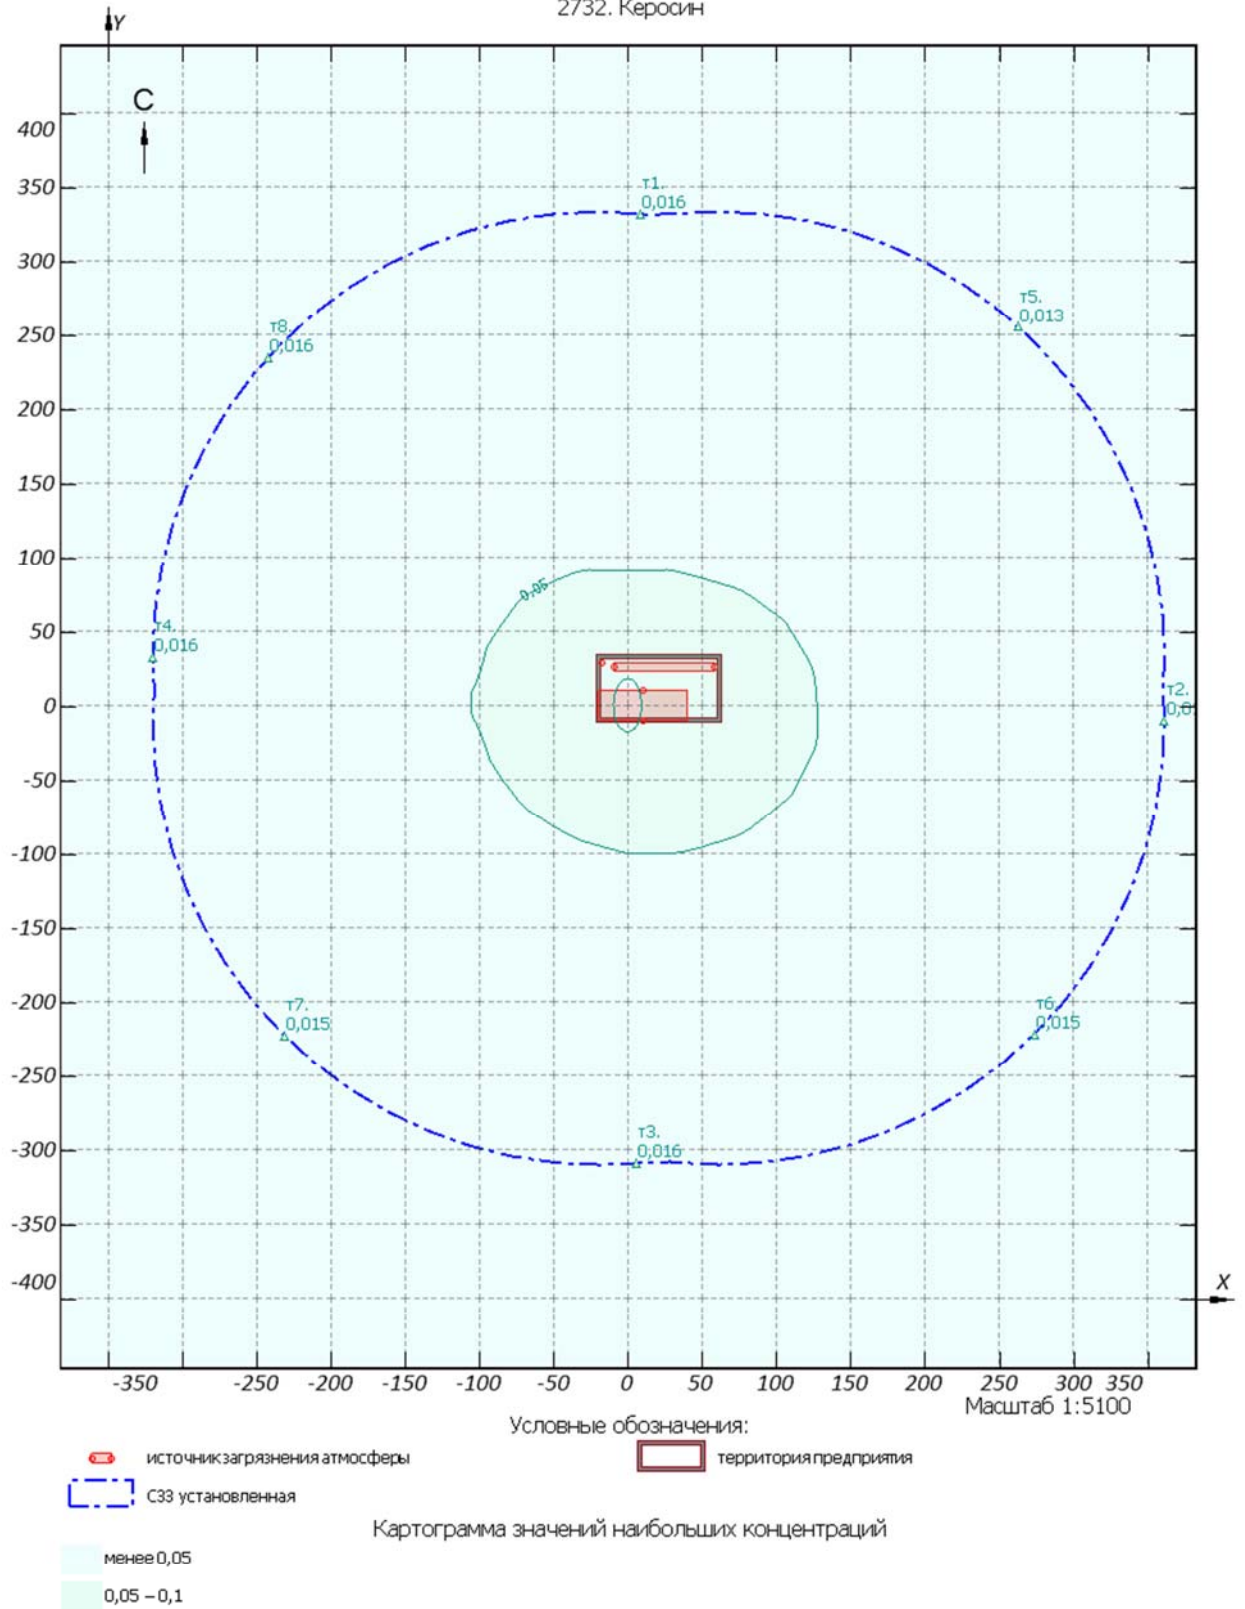 2732. Керосин
Y
С
400
350
т1.
0,016
300
т5.
0,013
250
т8.
0,016
200
150
100
0,05
50
т4.
0,016
0
т2.
-50
-100
-150
-200
т7.
0,015
т6.
0,015
-250
-300
т3.
0,016
-350
-400
X
-350 -250 -200 -150 -100 -50 0 50 100 150 200 250 300 350
Масштаб 1:5100
Условные обозначения:
источник загрязнения атмосферы
территория предприятия
СЗЗ установленная
Картограмма значений наибольших концентраций
менее 0,05
0,05 – 0,1